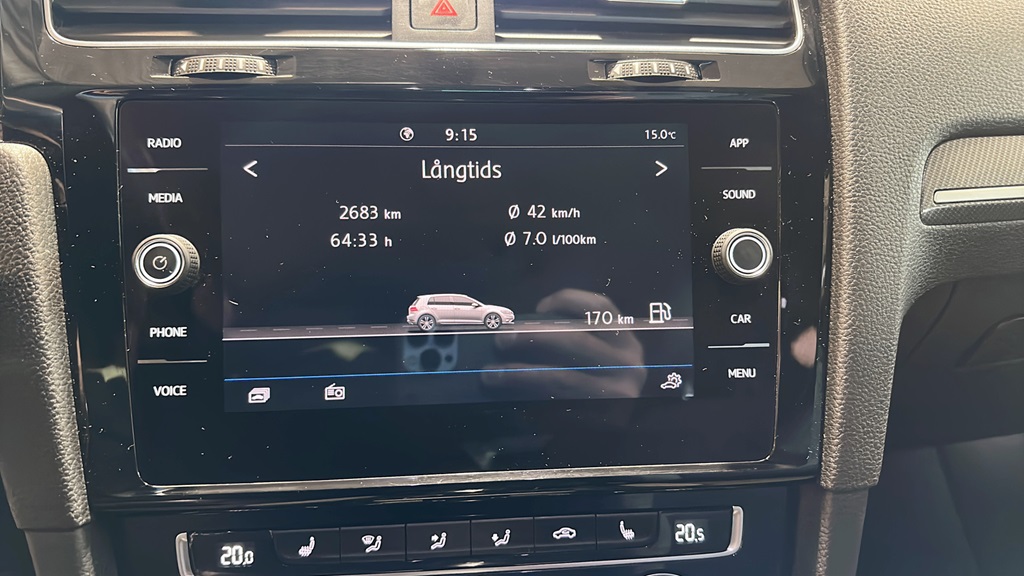 RADIO
MEDIA
PHONE
VOICE
9:15 15.0°C
Långtids
2683 km Ø 42 km/h
64:33 h Ø 7.0 l/100km
170 km
APP
SOUND
CAR
MENU
20.0 20.5